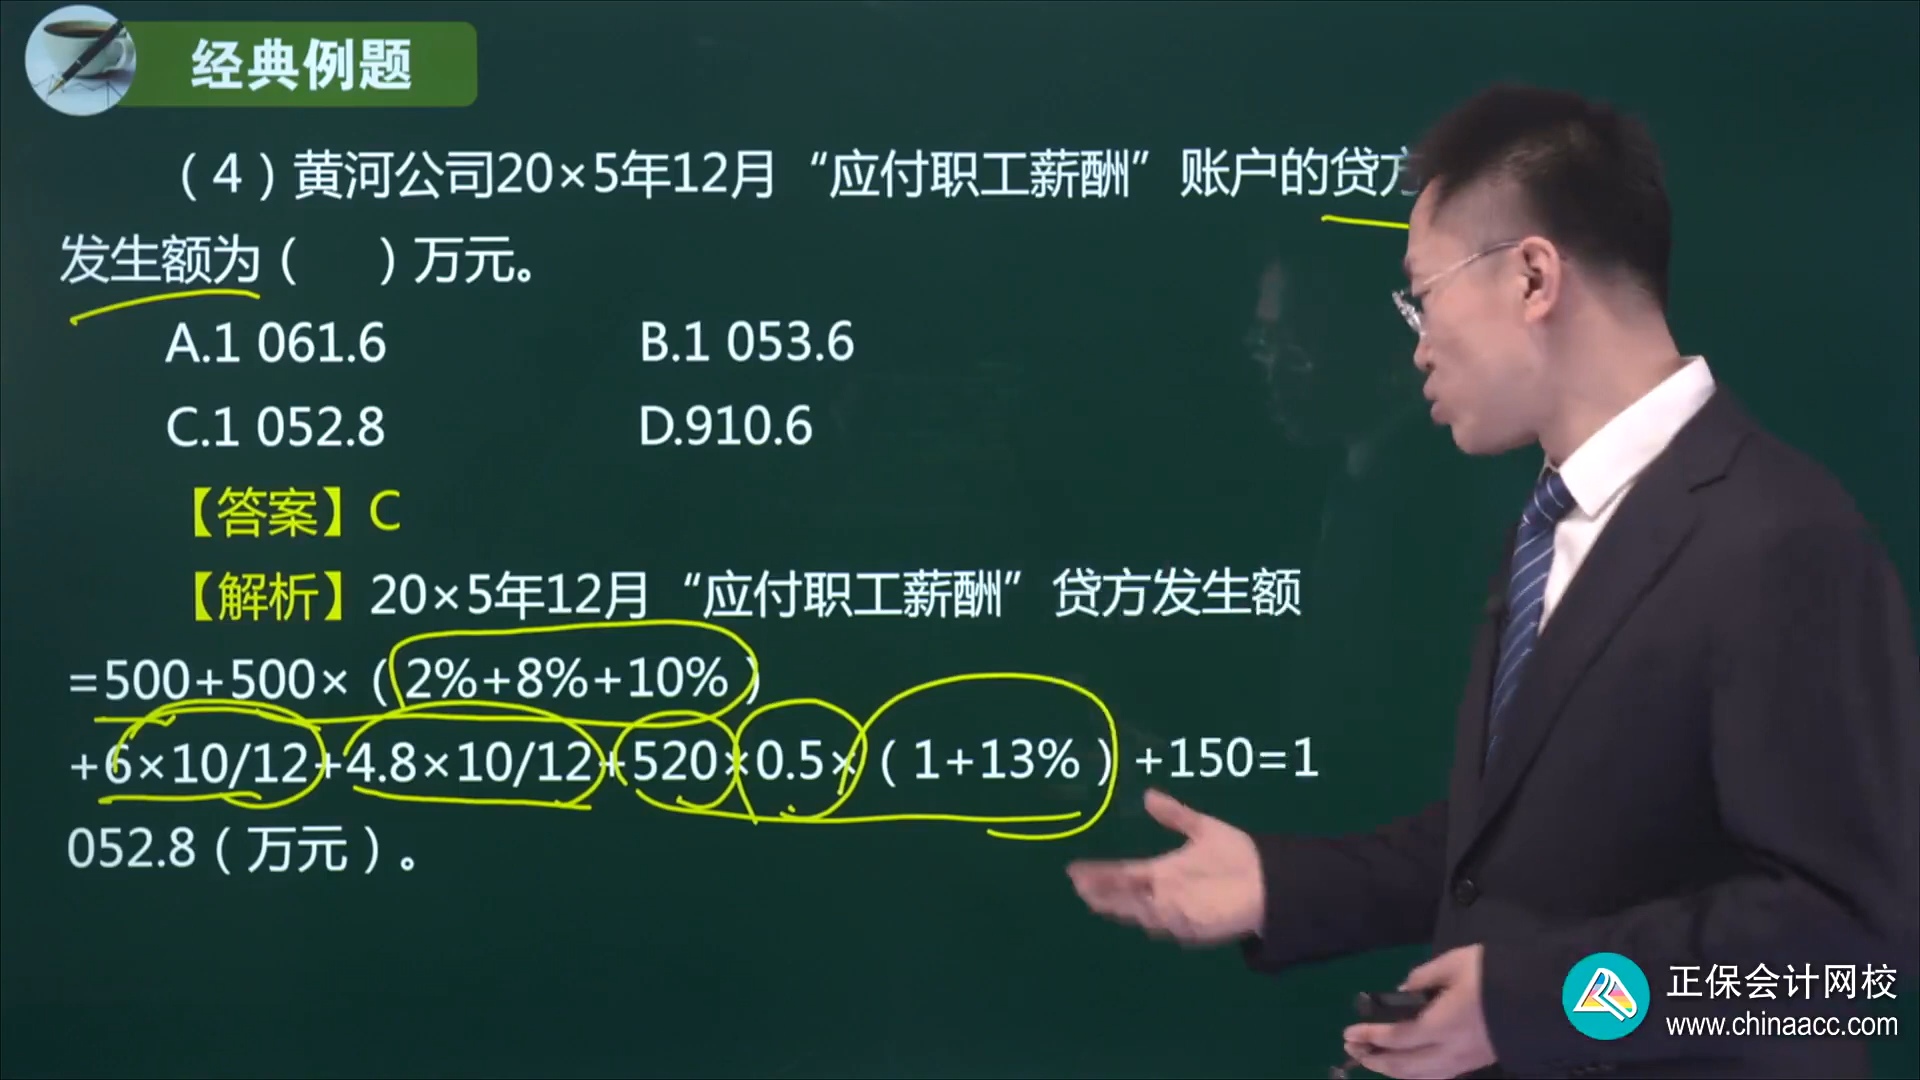 经典例题
（4）黄河公司20×5年12月“应付职工薪酬”账户的贷方
发生额为（　）万元。
A.1 061.6 B.1 053.6
C.1 052.8 D.910.6
【答案】C
【解析】20×5年12月“应付职工薪酬”贷方发生额
=500+500×（2%+8%+10%）
+6×10/12+4.8×10/12+520×0.5×（1+13%）+150=1
052.8（万元）。
正保会计网校
www.chinaacc.com